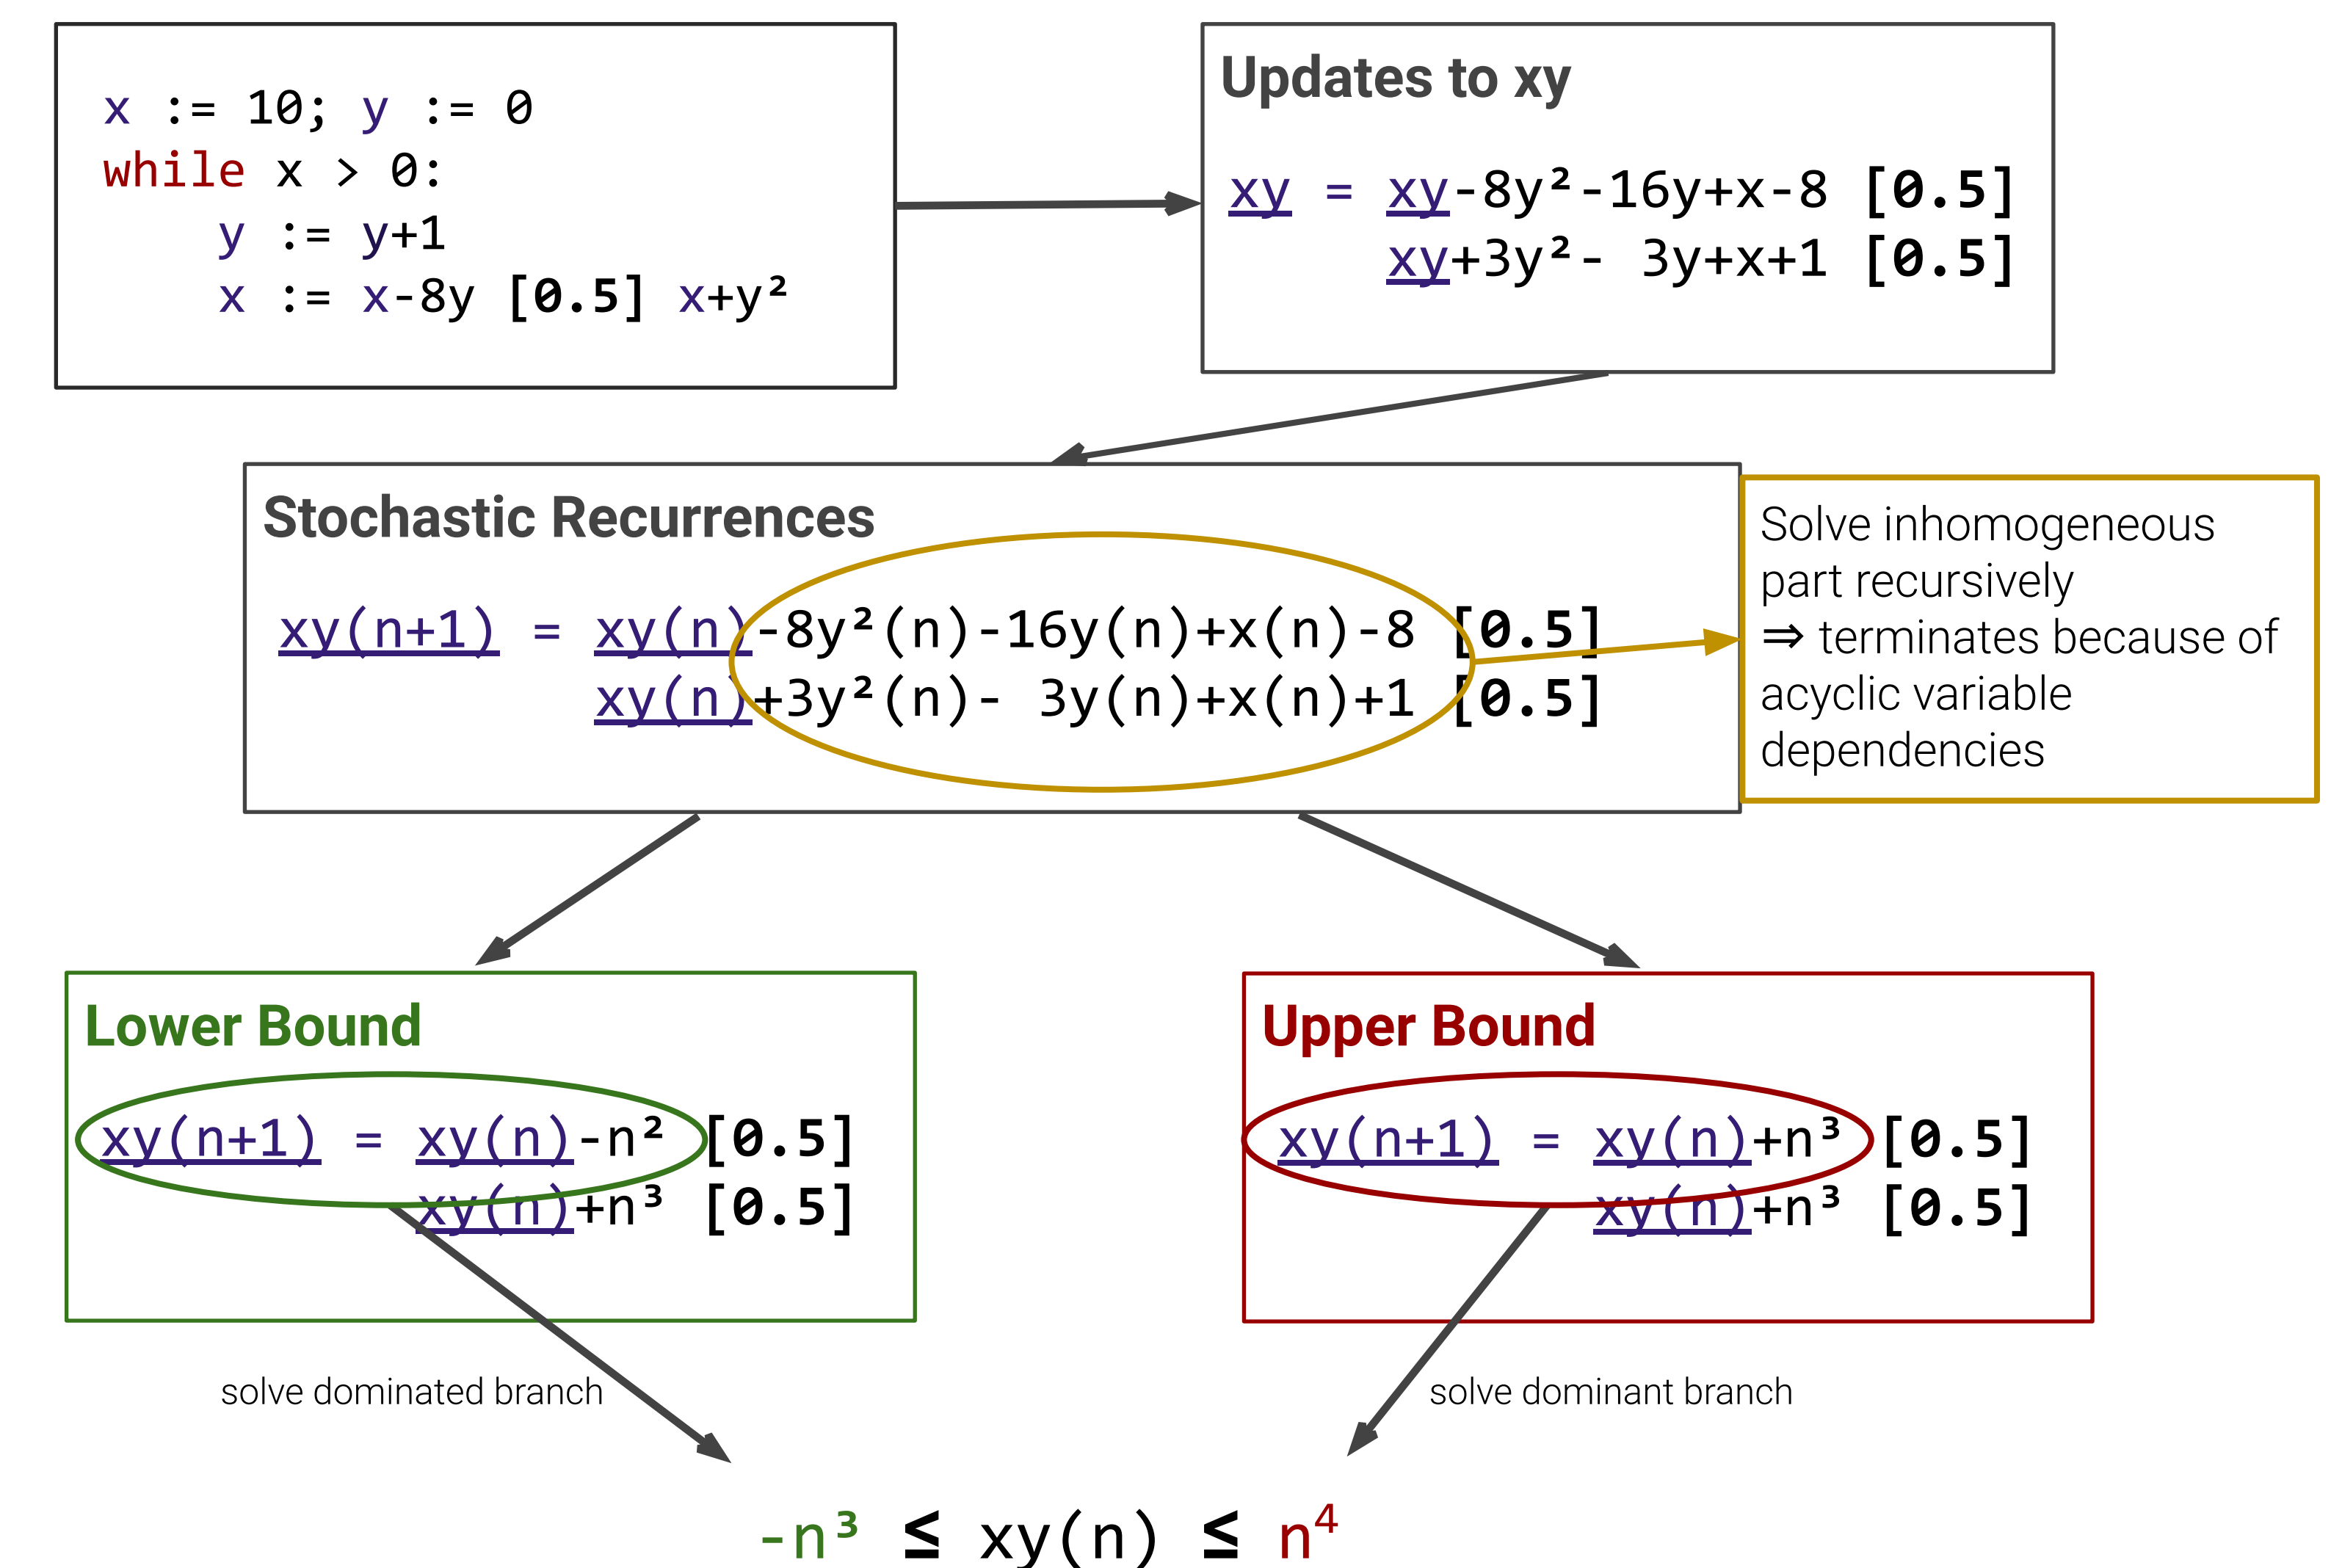 x := 10; y := 0
while x > 0:
y := y+1
x := x-8y [0.5] x+y²
Updates to xy
xy = xy-8y²-16y+x-8 [0.5]
xy+3y²- 3y+x+1 [0.5]
Stochastic Recurrences
xy(n+1) = xy(n)-8y²(n)-16y(n)+x(n)-8 [0.5]
xy(n)+3y²(n)- 3y(n)+x(n)+1 [0.5]
Solve inhomogeneous
part recursively
⇒ terminates because of
acyclic variable
dependencies
Lower Bound
xy(n+1) = xy(n)-n² [0.5]
xy(n)+n³ [0.5]
Upper Bound
xy(n+1) = xy(n)+n³ [0.5]
xy(n)+n³ [0.5]
solve dominated branch
solve dominant branch
-n³ ≤ xy(n) ≤ n⁴